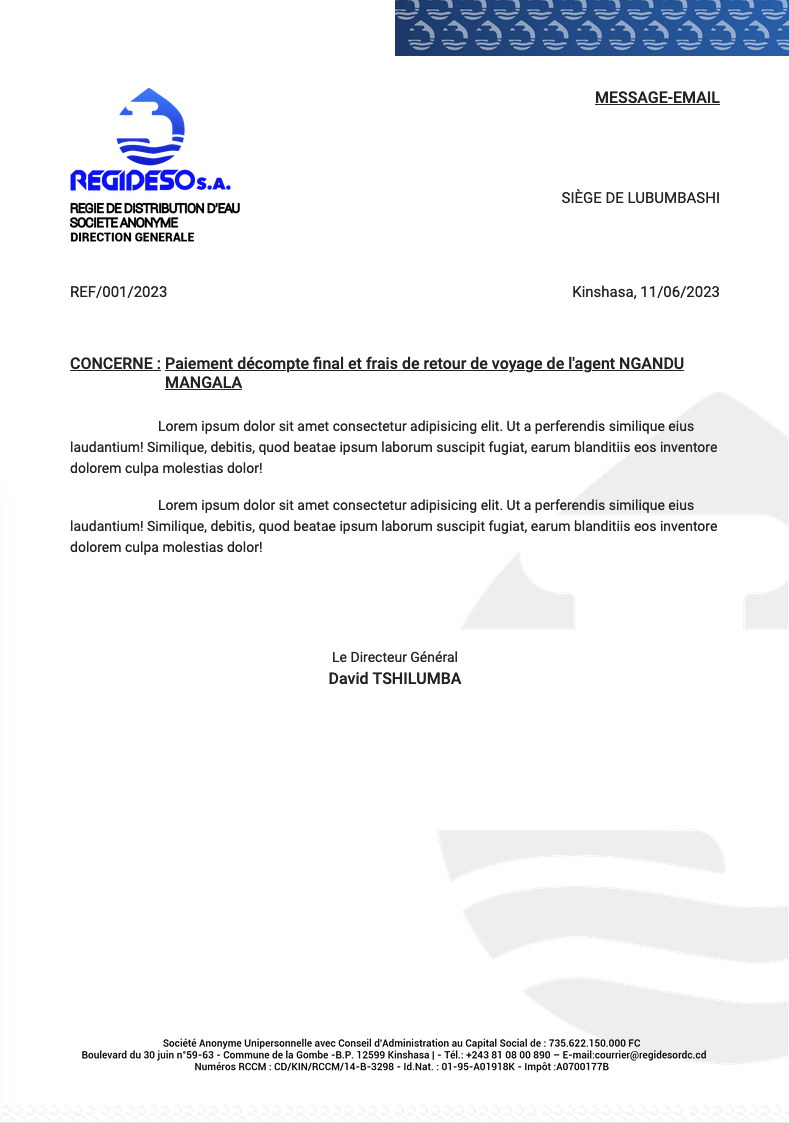 MESSAGE-EMAIL
REGIDESO S.A.
REGIE DE DISTRIBUTION D'EAU
SOCIETE ANONYME
DIRECTION GENERALE
SIÈGE DE LUBUMBASHI
REF/001/2023
Kinshasa, 11/06/2023
CONCERNE : Paiement décompte final et frais de retour de voyage de l'agent NGANDU
MANGALA
Lorem ipsum dolor sit amet consectetur adipisicing elit. Ut a perferendis similique eius
laudantium! Similique, debitis, quod beatae ipsum laborum suscipit fugiat, earum blanditiis eos inventore
dolorem culpa molestias dolor!
Lorem ipsum dolor sit amet consectetur adipisicing elit. Ut a perferendis similique eius
laudantium! Similique, debitis, quod beatae ipsum laborum suscipit fugiat, earum blanditiis eos inventore
dolorem culpa molestias dolor!
Le Directeur Général
David TSHILUMBA
Société Anonyme Unipersonnelle avec Conseil d'Administration au Capital Social de : 735.622.150.000 FC
Boulevard du 30 juin n°59-63 - Commune de la Gombe -B.P. 12599 Kinshasa | - Tél.: +243 81 08 00 890 – E-mail:courrier@regidesordc.cd
Numéros RCCM : CD/KIN/RCCM/14-B-3298 - Id.Nat. : 01-95-A01918K - Impôt :A0700177B